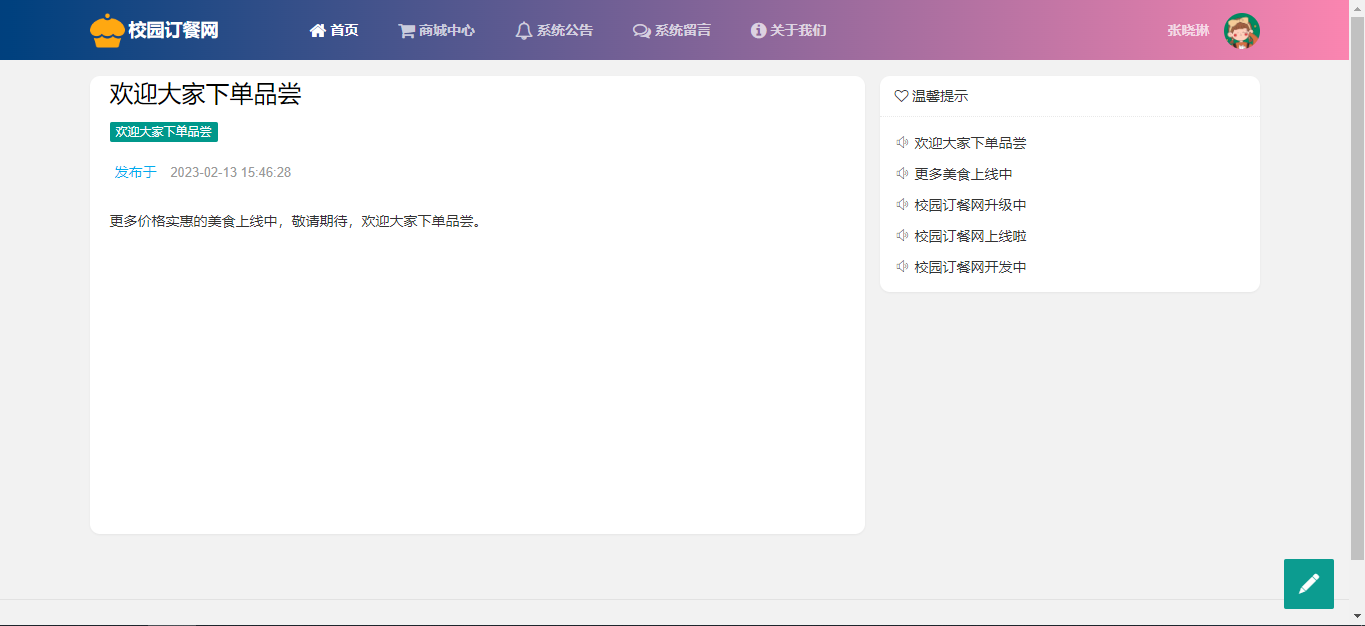 校园订餐网 首页 商城中心 系统公告 系统留言 关于我们 张晓琳
欢迎大家下单品尝
欢迎大家下单品尝
发布于 2023-02-13 15:46:28
更多价格实惠的美食上线中，敬请期待，欢迎大家下单品尝。
温馨提示
欢迎大家下单品尝
更多美食上线中
校园订餐网升级中
校园订餐网上线啦
校园订餐网开发中